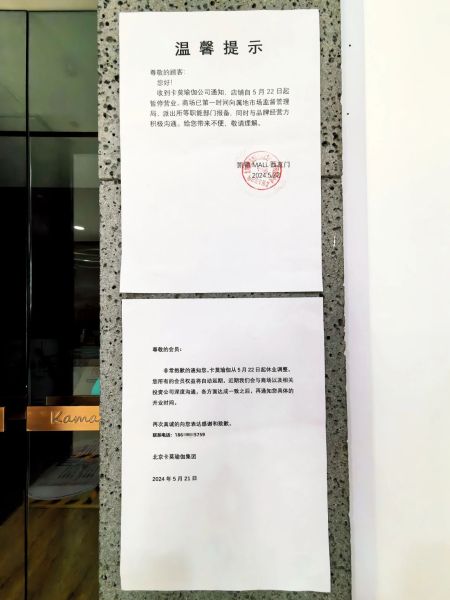 温馨提示
尊敬的顾客：
您好！
收到卡莫瑜伽公司通知，店铺自5月22日起
暂停营业。商场已第一时间向属地市场监督管理
局、派出所等职能部门报备，同时与品牌经营方
积极沟通。给您带来不便，敬请理解。
MALL 西直门
2024.5.22
尊敬的会员：
非常抱歉的通知您，卡莫瑜伽从5月22日起休业调整。
您所有的会员权益将自动延期。近期我们会与商场以及相关
投资公司深度沟通，各方面达成一致之后，再通知您具体的
开业时间。
再次真诚的向您表达感谢和致歉。
联系电话：186 5759
北京卡莫瑜伽集团
2024年5月21日
Kama